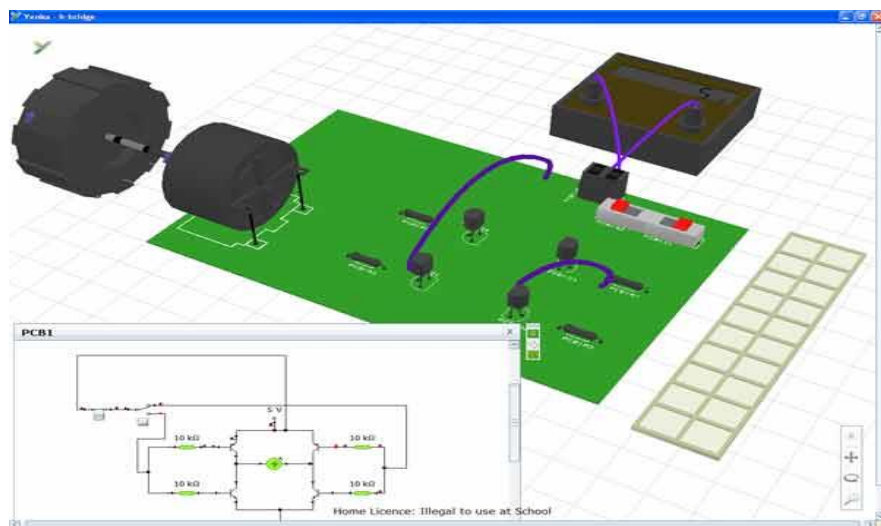 Yenka - h-bridge
S
PCB1
5 V
10 kΩ
10 kΩ
10 kΩ
10 kΩ
Home Licence: Illegal to use at School